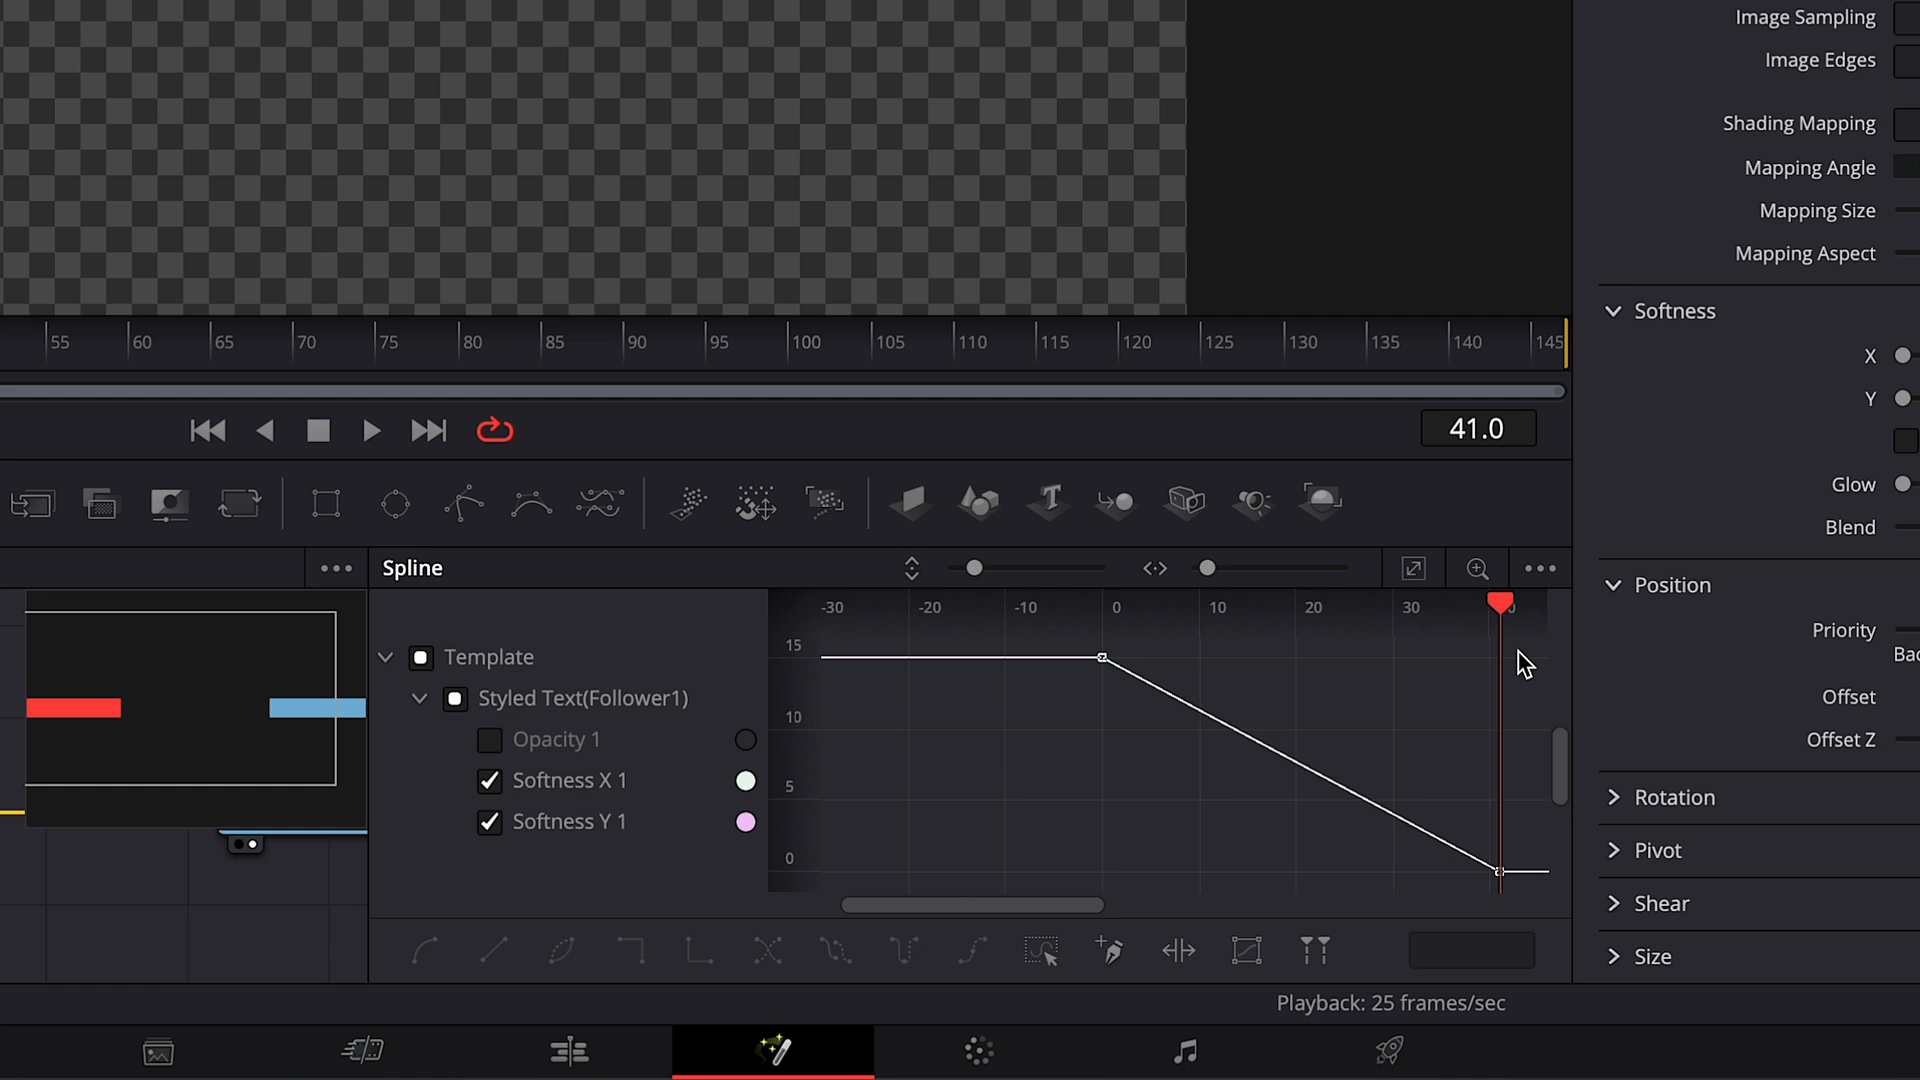 Image Sampling
Image Edges
Shading Mapping
Mapping Angle
Mapping Size
Mapping Aspect
Softness
X
Y
Glow
Blend
Position
Priority
Offset
Offset Z
Rotation
Pivot
Shear
Size
55 60 65 70 75 80 85 90 95 100 105 110 115 120 125 130 135 140 145
41.0
Spline
-30 -20 -10 0 10 20 30
Template
Styled Text(Follower1)
Opacity 1
Softness X 1
Softness Y 1
15
10
5
0
Playback: 25 frames/sec